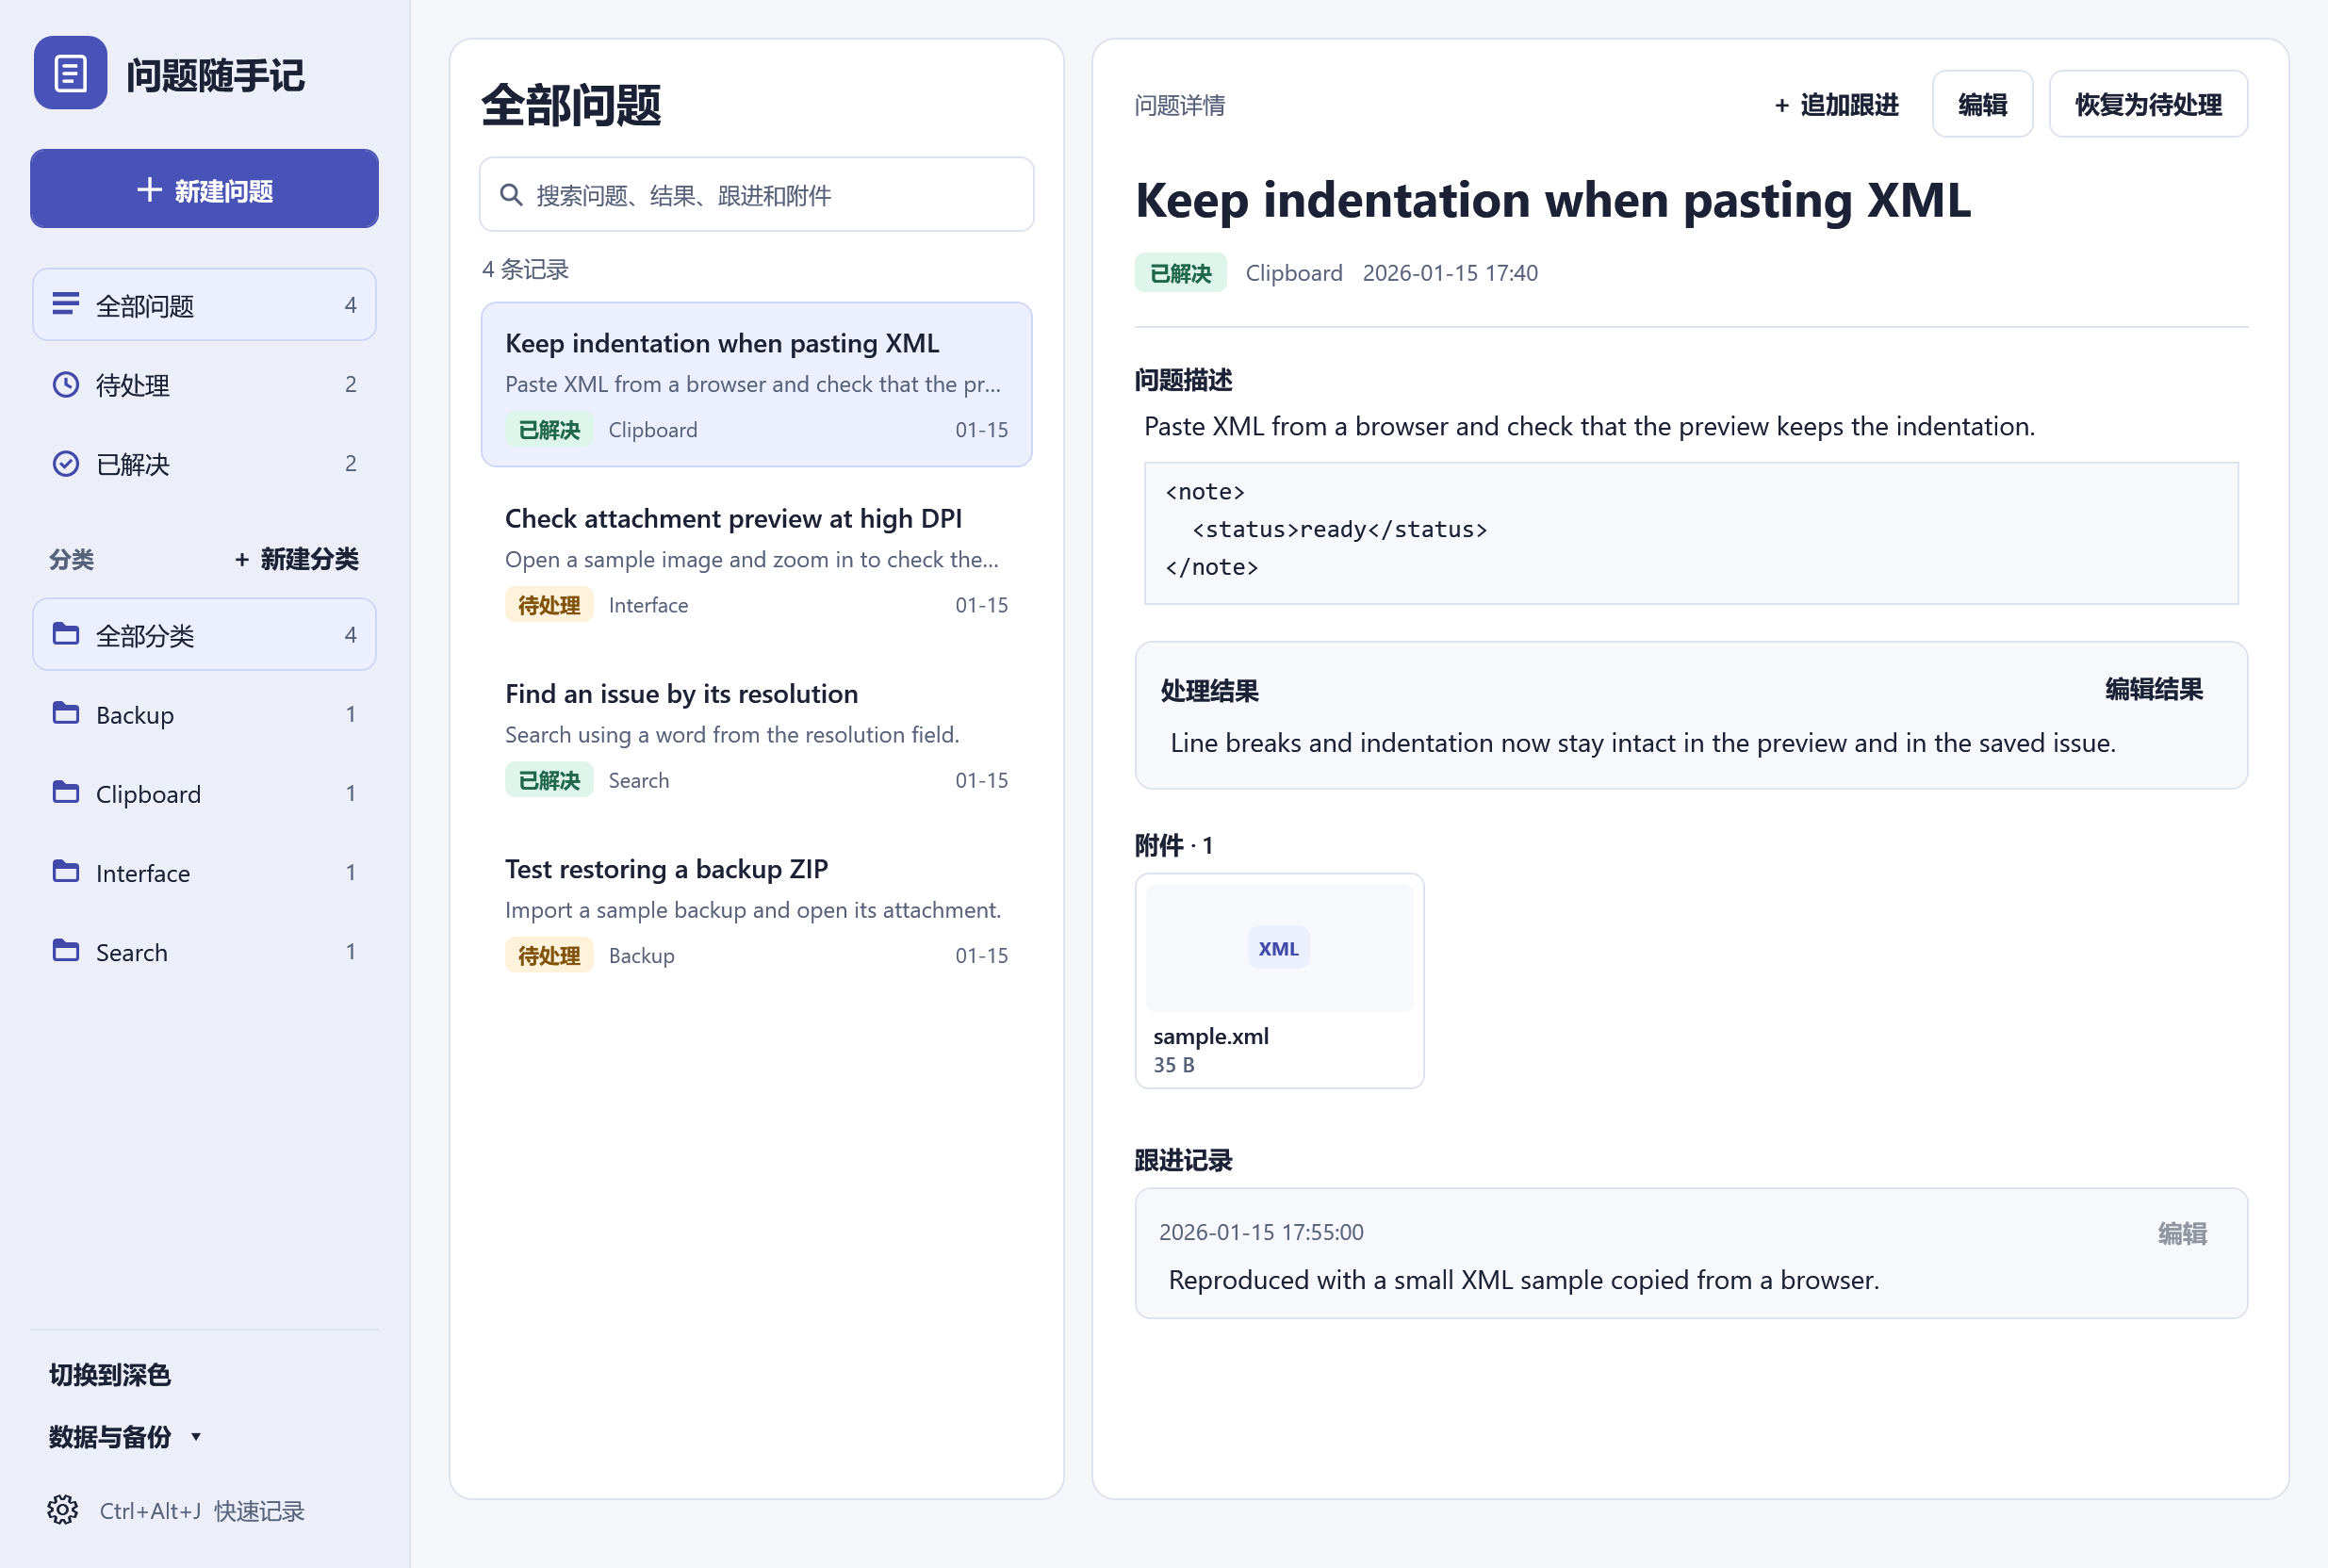 问题随手记
新建问题
全部问题 4
待处理 2
已解决 2
分类 + 新建分类
全部分类 4
Backup 1
Clipboard 1
Interface 1
Search 1
切换到深色
数据与备份 ▾
Ctrl+Alt+J 快速记录
全部问题
搜索问题、结果、跟进和附件
4 条记录
Keep indentation when pasting XML
Paste XML from a browser and check that the pr...
已解决 Clipboard 01-15
Check attachment preview at high DPI
Open a sample image and zoom in to check the...
待处理 Interface 01-15
Find an issue by its resolution
Search using a word from the resolution field.
已解决 Search 01-15
Test restoring a backup ZIP
Import a sample backup and open its attachment.
待处理 Backup 01-15
问题详情 + 追加跟进 编辑 恢复为待处理
Keep indentation when pasting XML
已解决 Clipboard 2026-01-15 17:40
问题描述
Paste XML from a browser and check that the preview keeps the indentation.
<note>
  <status>ready</status>
</note>
处理结果 编辑结果
Line breaks and indentation now stay intact in the preview and in the saved issue.
附件 · 1
XML
sample.xml
35 B
跟进记录
2026-01-15 17:55:00 编辑
Reproduced with a small XML sample copied from a browser.